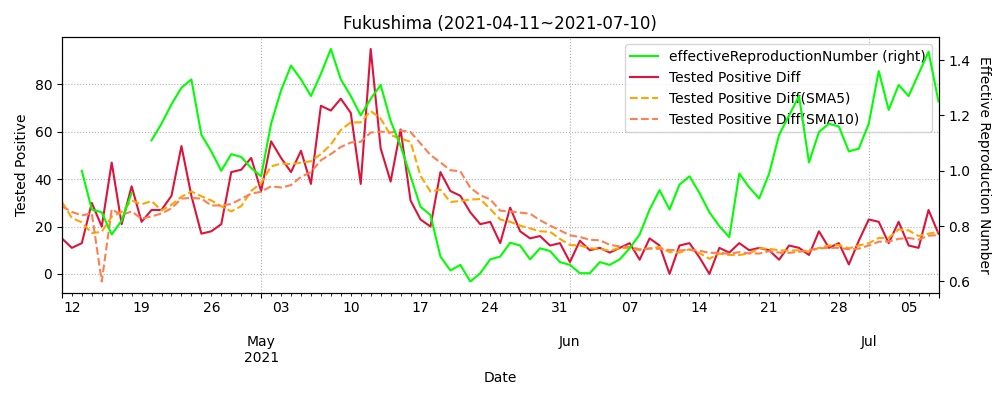 Fukushima (2021-04-11~2021-07-10)
effectiveReproductionNumber (right)
Tested Positive Diff
Tested Positive Diff(SMA5)
Tested Positive Diff(SMA10)
Tested Positive
80
60
40
20
0
1.4
1.2
1.0
0.8
0.6
Effective Reproduction Number
12 19 26 03 10 17 24 31 07 14 21 28 05
May Jun Jul
2021
Date